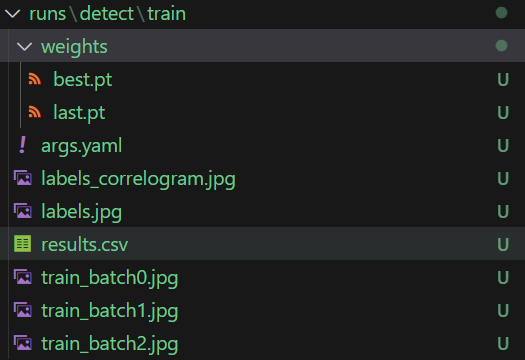 runs\detect\train
weights
best.pt U
last.pt U
! args.yaml U
labels_correlogram.jpg U
labels.jpg U
results.csv U
train_batch0.jpg U
train_batch1.jpg U
train_batch2.jpg U